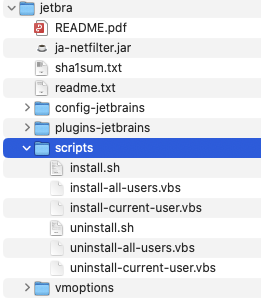 jetbra
README.pdf
ja-netfilter.jar
sha1sum.txt
readme.txt
config-jetbrains
plugins-jetbrains
scripts
install.sh
install-all-users.vbs
install-current-user.vbs
uninstall.sh
uninstall-all-users.vbs
uninstall-current-user.vbs
vmoptions